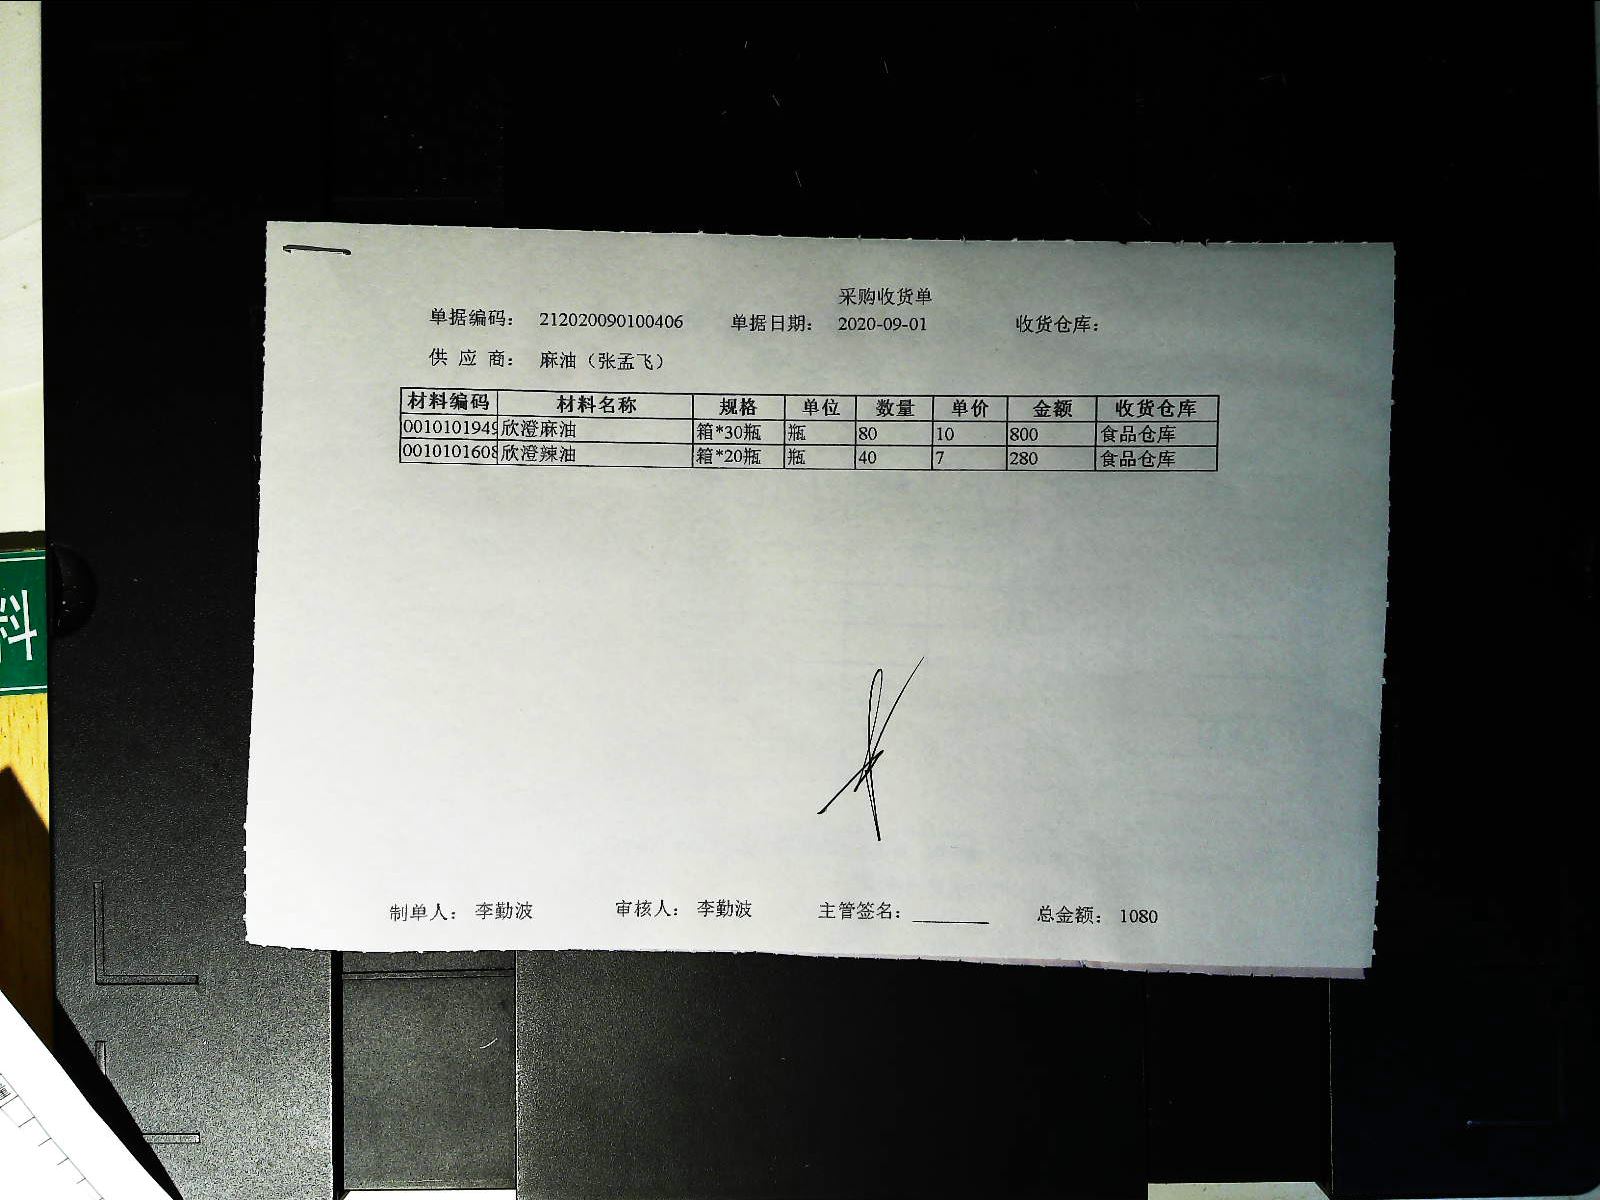 采购收货单
单据编码： 212020090100406 单据日期： 2020-09-01 收货仓库：
供 应 商： 麻油（张孟飞）
材料编码 材料名称 规格 单位 数量 单价 金额 收货仓库
0010101949 欣澄麻油 箱*30瓶 瓶 80 10 800 食品仓库
0010101608 欣澄辣油 箱*20瓶 瓶 40 7 280 食品仓库
制单人： 李勤波 审核人： 李勤波 主管签名： ________ 总金额： 1080
料